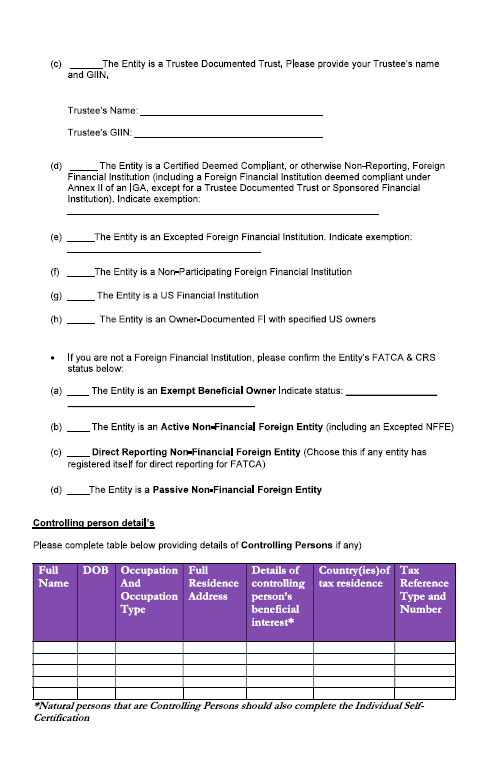 (c) ______The Entity is a Trustee Documented Trust, Please provide your Trustee's name
and GIIN,
Trustee's Name: ________________________________
Trustee's GIIN: ________________________________
(d) ______ The Entity is a Certified Deemed Compliant, or otherwise Non-Reporting, Foreign
Financial Institution (including a Foreign Financial Institution deemed compliant under
Annex II of an IGA, except for a Trustee Documented Trust or Sponsored Financial
Institution). Indicate exemption:
(e) _____The Entity is an Excepted Foreign Financial Institution. Indicate exemption:
(f) _____The Entity is a Non-Participating Foreign Financial Institution
(g) _____ The Entity is a US Financial Institution
(h) _____ The Entity is an Owner-Documented FI with specified US owners
• If you are not a Foreign Financial Institution, please confirm the Entity's FATCA & CRS
status below:
(a) ____ The Entity is an Exempt Beneficial Owner Indicate status: ________________
(b) ____ The Entity is an Active Non-Financial Foreign Entity (including an Excepted NFFE)
(c) ____ Direct Reporting Non-Financial Foreign Entity (Choose this if any entity has
registered itself for direct reporting for FATCA)
(d) ____The Entity is a Passive Non-Financial Foreign Entity
Controlling person detail's
Please complete table below providing details of Controlling Persons if any)
Full DOB Occupation Full Details of Country(ies)of Tax
Name And Residence controlling tax residence Reference
Occupation Address person's Type and
Type beneficial Number
interest*
*Natural persons that are Controlling Persons should also complete the Individual Self-
Certification